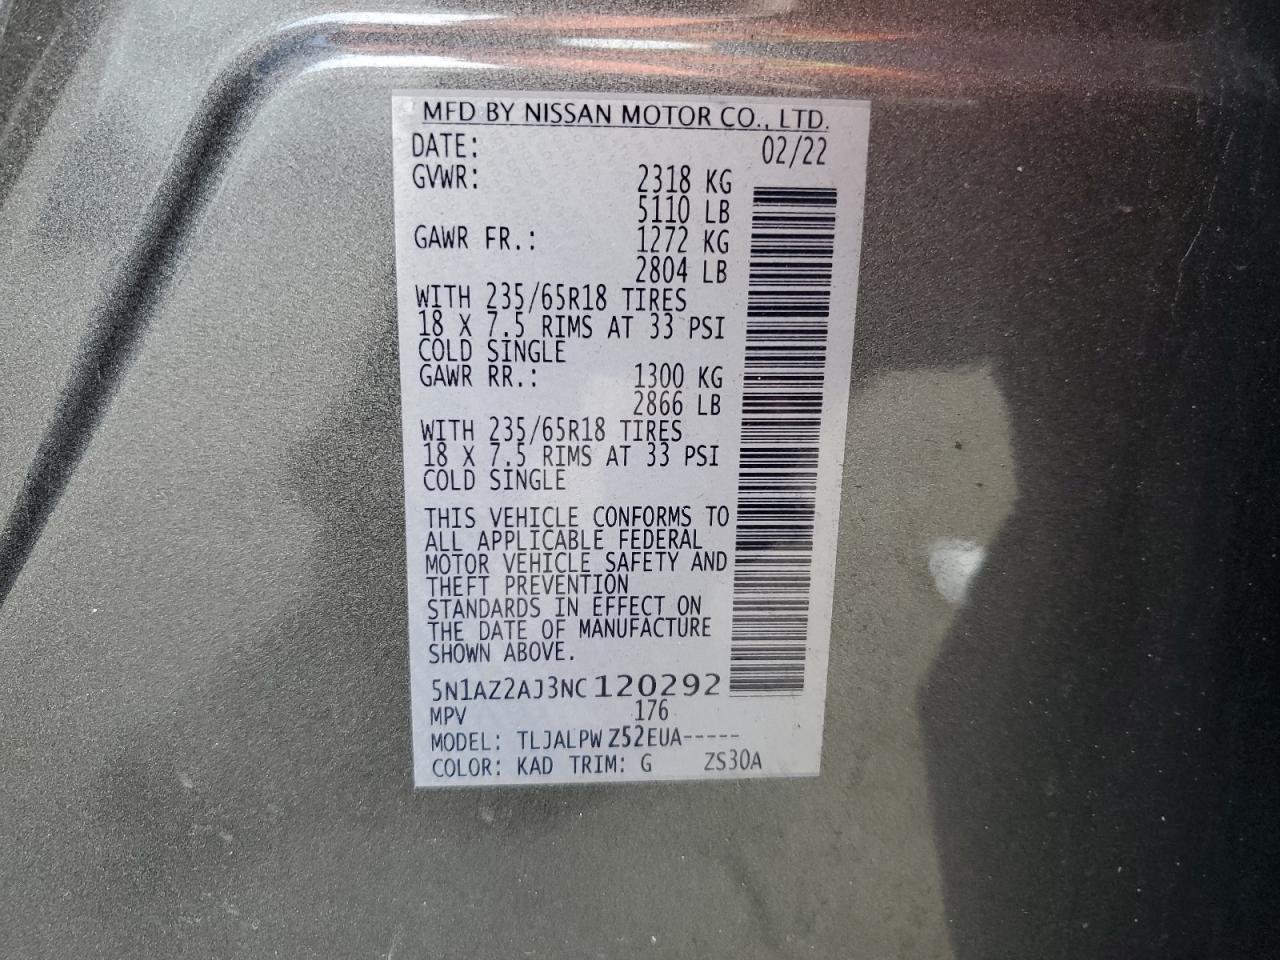 MFD BY NISSAN MOTOR CO., LTD.
DATE: 02/22
GVWR: 2318 KG
5110 LB
GAWR FR.: 1272 KG
2804 LB
WITH 235/65R18 TIRES
18 X 7.5 RIMS AT 33 PSI
COLD SINGLE
GAWR RR.: 1300 KG
2866 LB
WITH 235/65R18 TIRES
18 X 7.5 RIMS AT 33 PSI
COLD SINGLE
THIS VEHICLE CONFORMS TO
ALL APPLICABLE FEDERAL
MOTOR VEHICLE SAFETY AND
THEFT PREVENTION
STANDARDS IN EFFECT ON
THE DATE OF MANUFACTURE
SHOWN ABOVE.
5N1AZ2AJ3NC120292
MPV 176
MODEL: TLJALPW Z52EUA-----
COLOR: KAD TRIM: G ZS30A